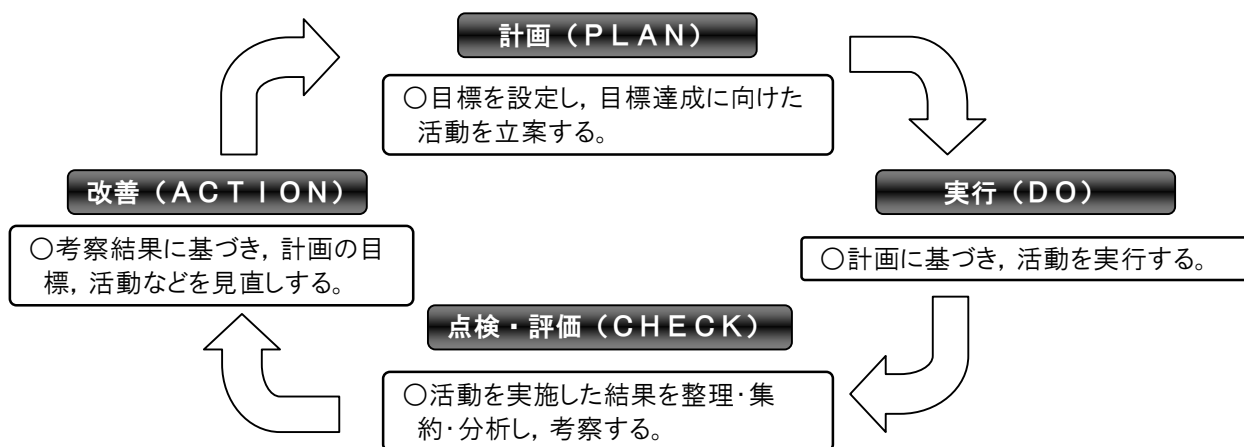 計画（ＰＬＡＮ）
○目標を設定し，目標達成に向けた
活動を立案する。
実行（ＤＯ）
○計画に基づき，活動を実行する。
点検・評価（ＣＨＥＣＫ）
○活動を実施した結果を整理・集
約・分析し，考察する。
改善（ＡＣＴＩＯＮ）
○考察結果に基づき，計画の目
標，活動などを見直しする。